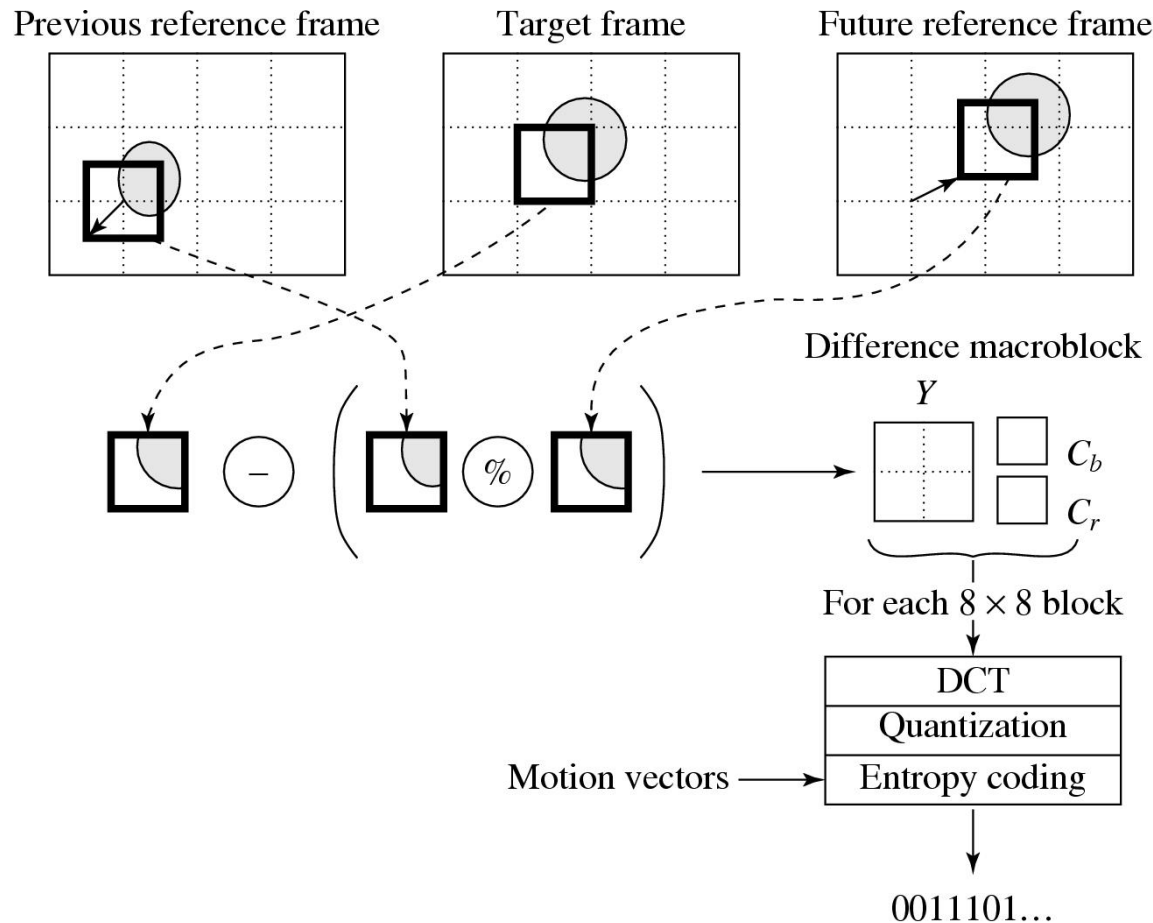 Previous reference frame
Target frame
Future reference frame
Difference macroblock
Y
C_b
C_r
− ( % )
For each 8 × 8 block
DCT
Quantization
Motion vectors
Entropy coding
0011101…